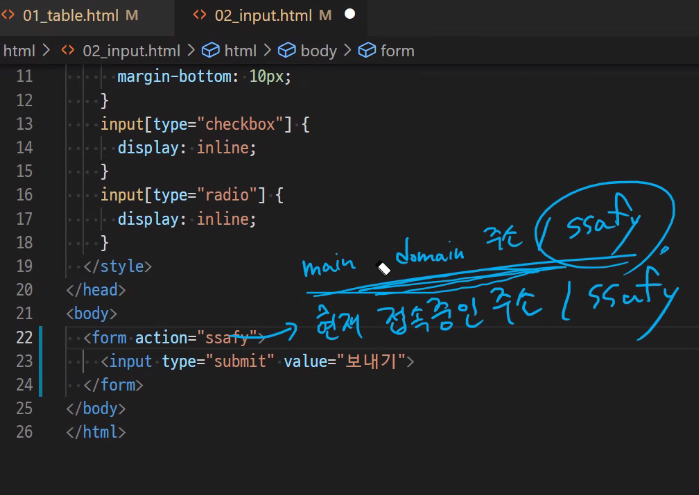 01_table.html M
02_input.html M
html > 02_input.html > html > body > form
11 margin-bottom: 10px;
12 }
13 input[type="checkbox"] {
14 display: inline;
15 }
16 input[type="radio"] {
17 display: inline;
18 }
19 </style>
20 </head>
21 <body>
22 <form action="ssafy">
23 <input type="submit" value="보내기">
24 </form>
25 </body>
26 </html>
main domain 주소 / ssafy
현재 접속중인 주소 / ssafy